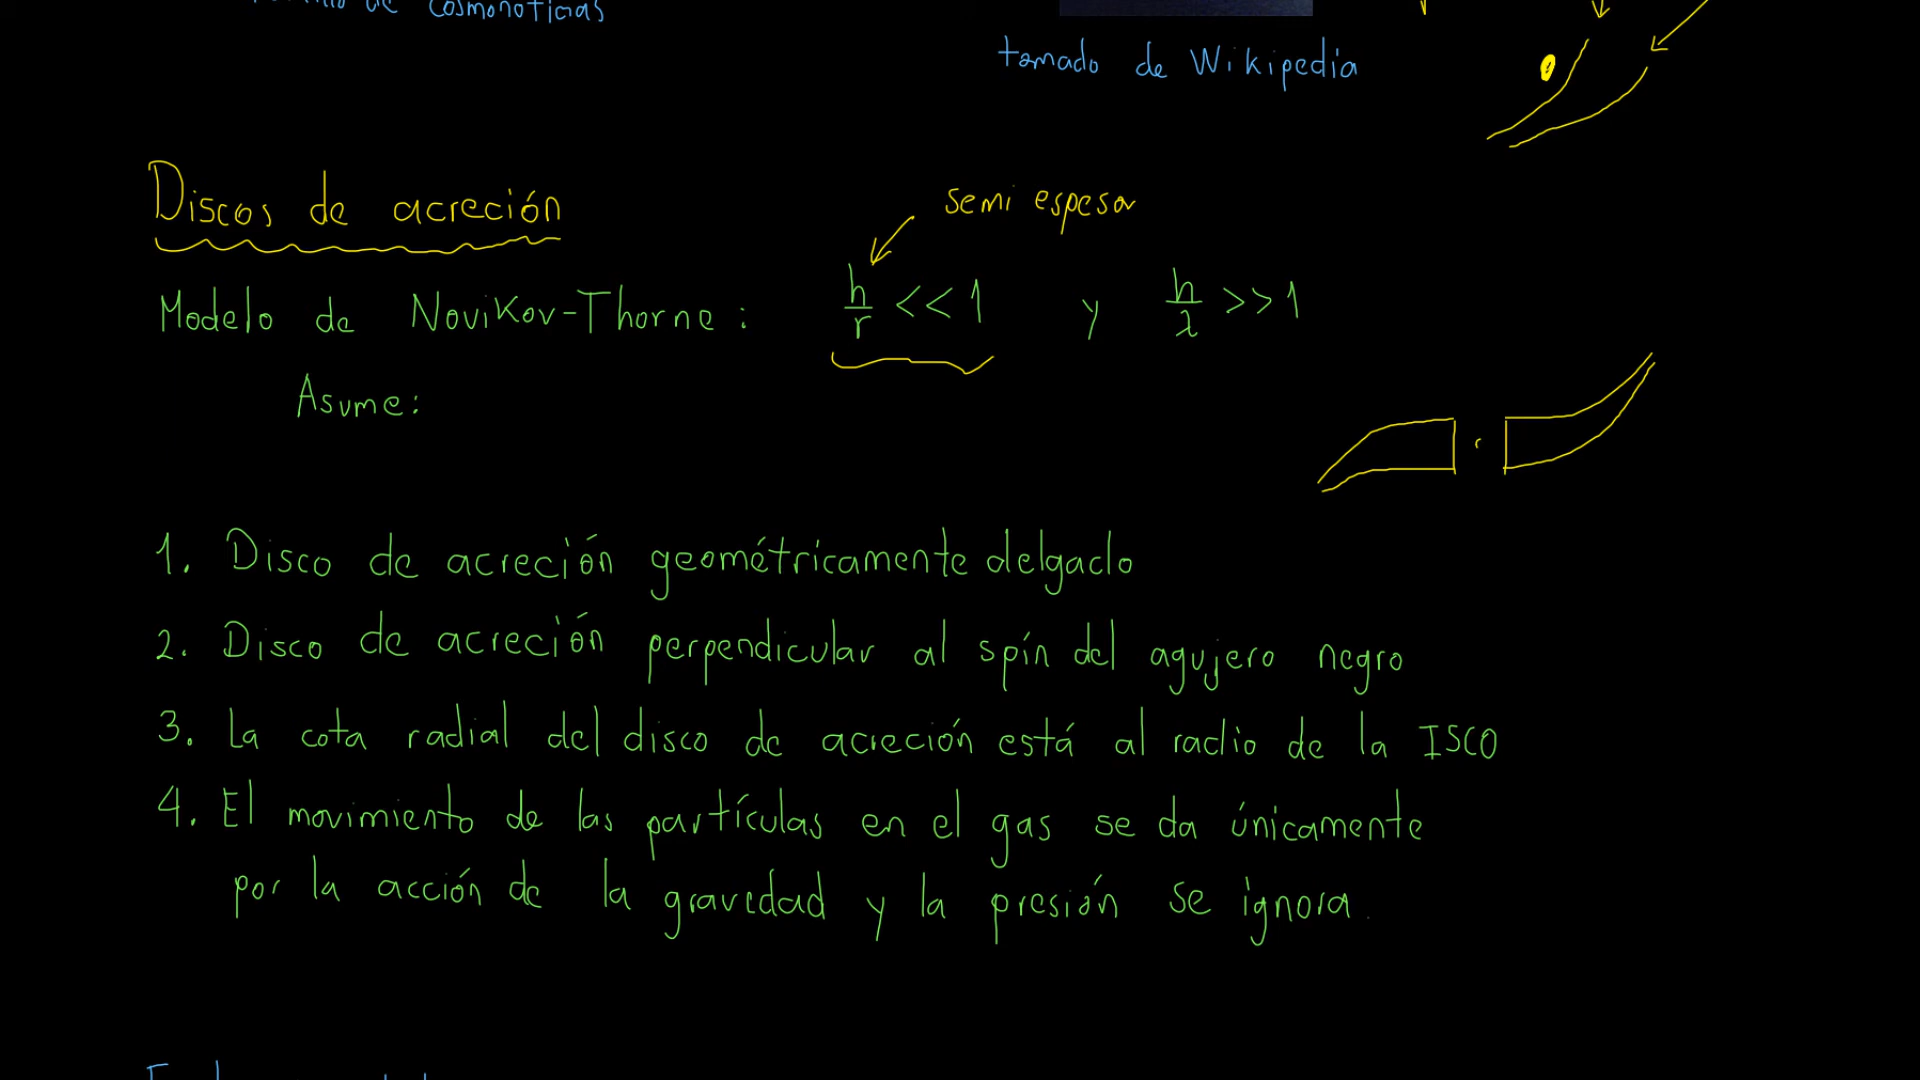 de Cosmonoticias
tomado de Wikipedia
Discos de acreción
semi espesor
Modelo de Novikov-Thorne: h/r <<1 y h/λ >>1
Asume:
1. Disco de acreción geométricamente delgado
2. Disco de acreción perpendicular al spín del agujero negro
3. La cota radial del disco de acreción está al radio de la ISCO
4. El movimiento de las partículas en el gas se da únicamente
por la acción de la gravedad y la presión se ignora.